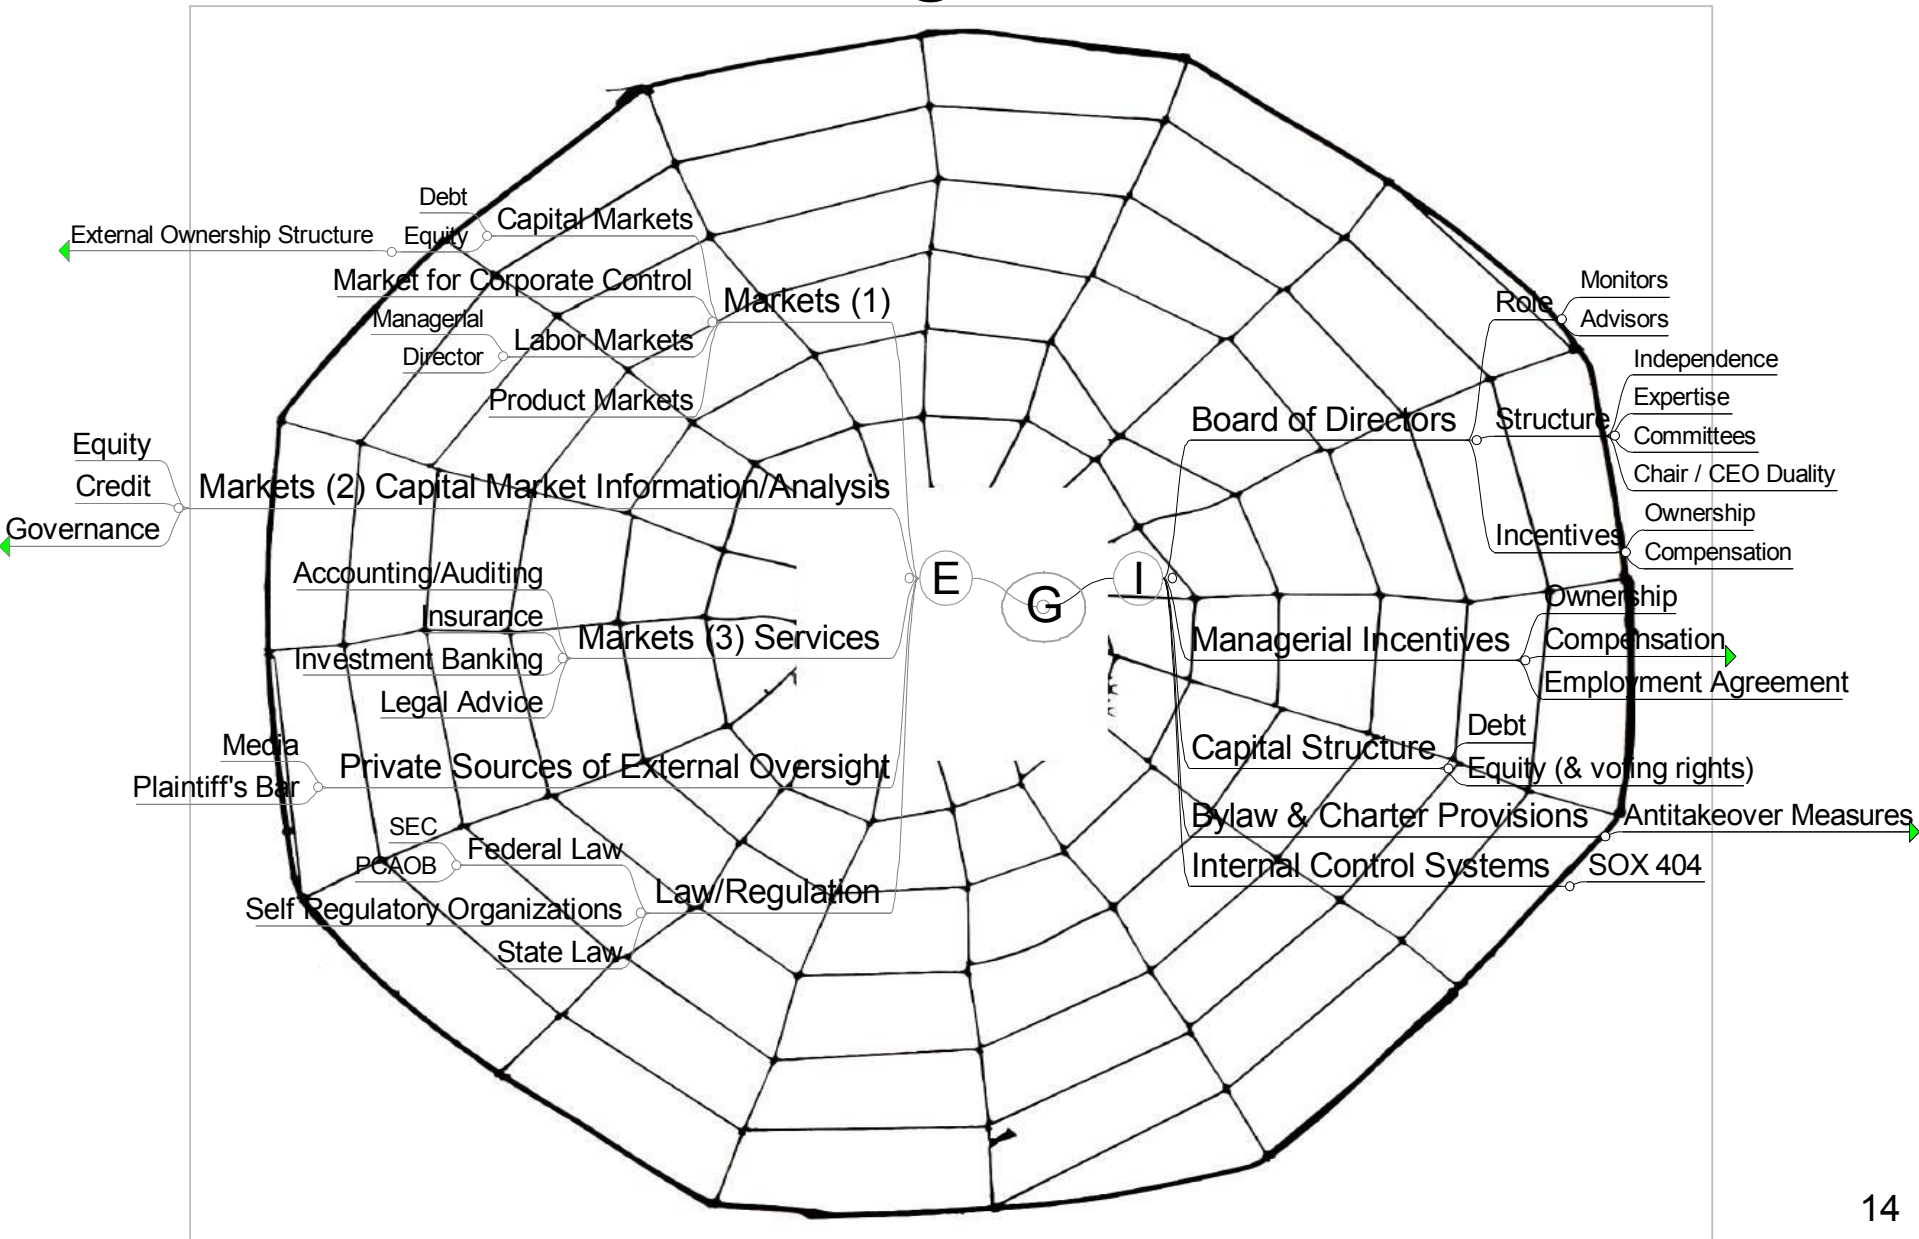 Debt
Capital Markets
External Ownership Structure
Equity
Market for Corporate Control
Markets (1)
Managerial
Labor Markets
Director
Product Markets
Equity
Credit
Markets (2) Capital Market Information/Analysis
Governance
Accounting/Auditing
Insurance
Markets (3) Services
Investment Banking
Legal Advice
Media
Private Sources of External Oversight
Plaintiff's Bar
SEC
Federal Law
PCAOB
Law/Regulation
Self Regulatory Organizations
State Law
E
G
I
Board of Directors
Role
Monitors
Advisors
Structure
Independence
Expertise
Committees
Chair / CEO Duality
Incentives
Ownership
Compensation
Managerial Incentives
Ownership
Compensation
Employment Agreement
Capital Structure
Debt
Equity (& voting rights)
Bylaw & Charter Provisions
Antitakeover Measures
Internal Control Systems
SOX 404
14